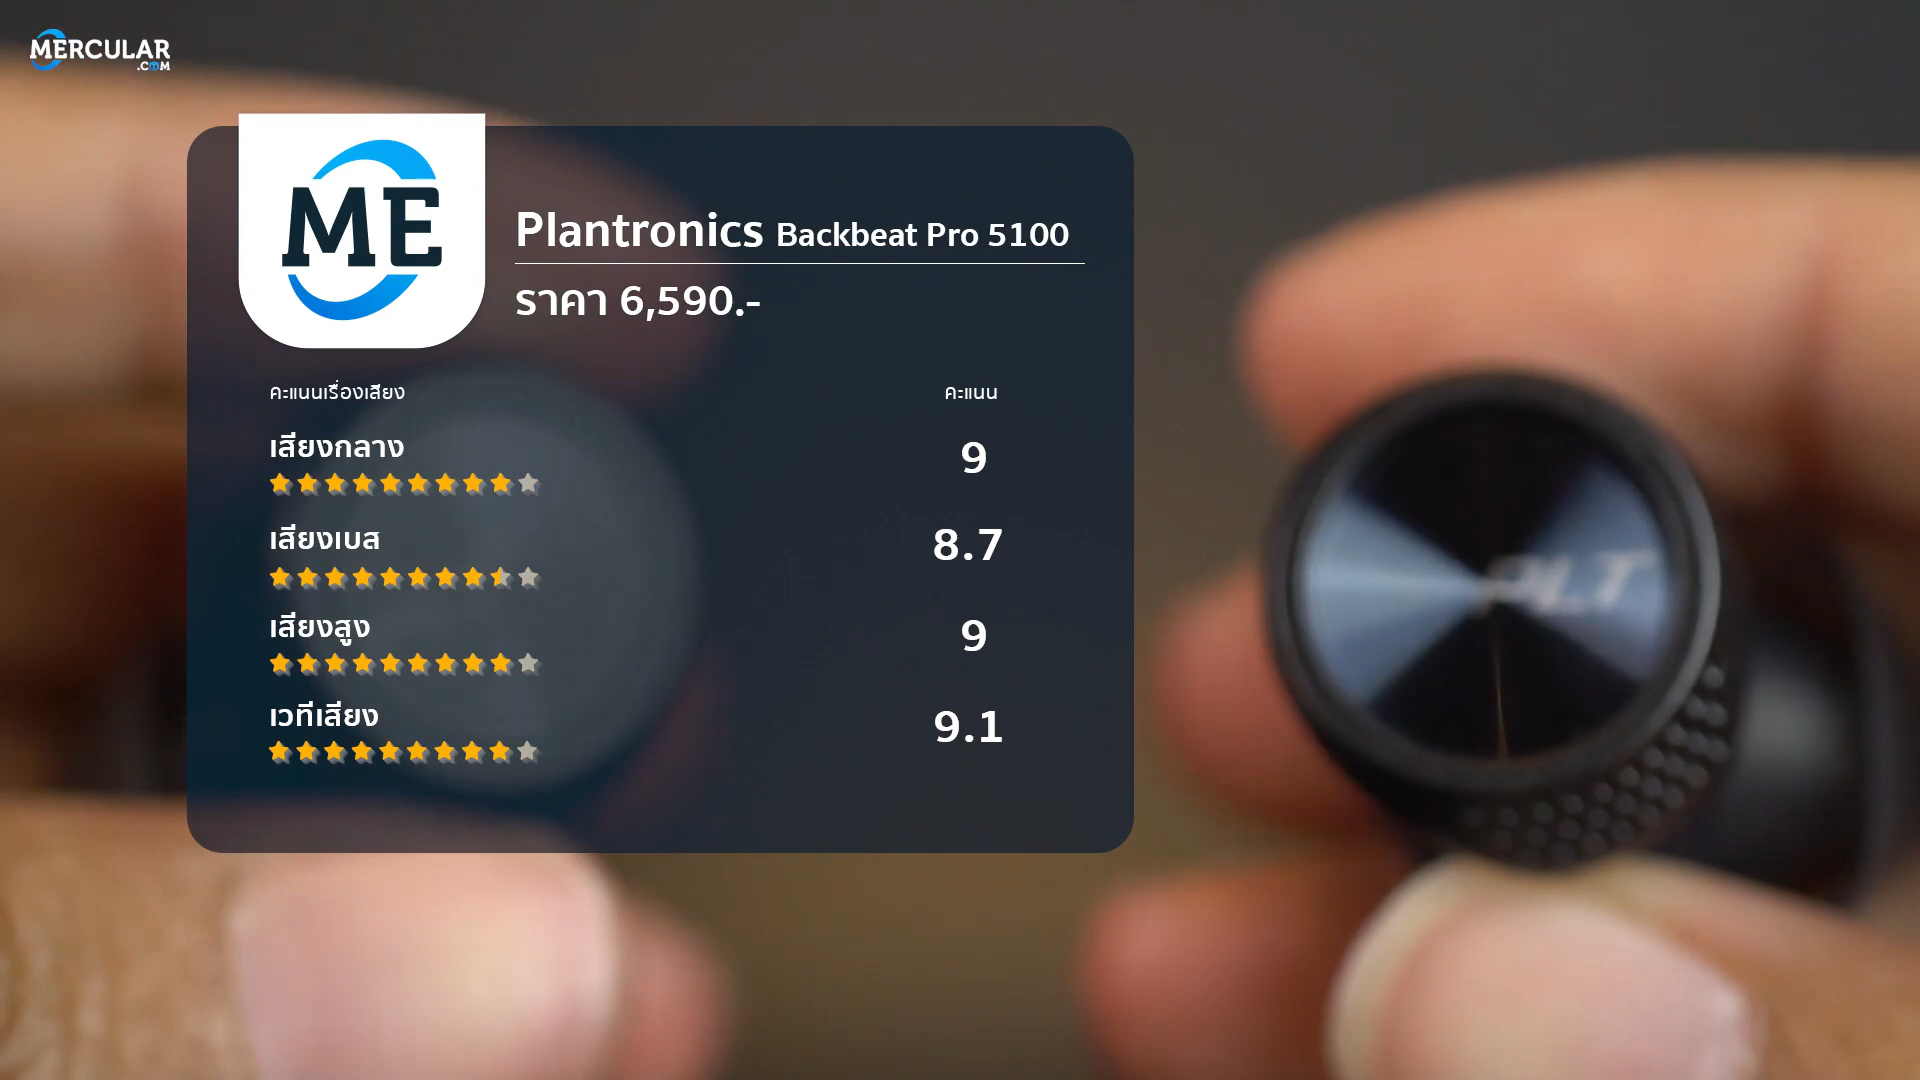 MERCULAR
.COM
ME
Plantronics Backbeat Pro 5100
ราคา 6,590.-
คะแนนเรื่องเสียง คะแนน
เสียงกลาง 9
เสียงเบส 8.7
เสียงสูง 9
เวทีเสียง 9.1
PLT